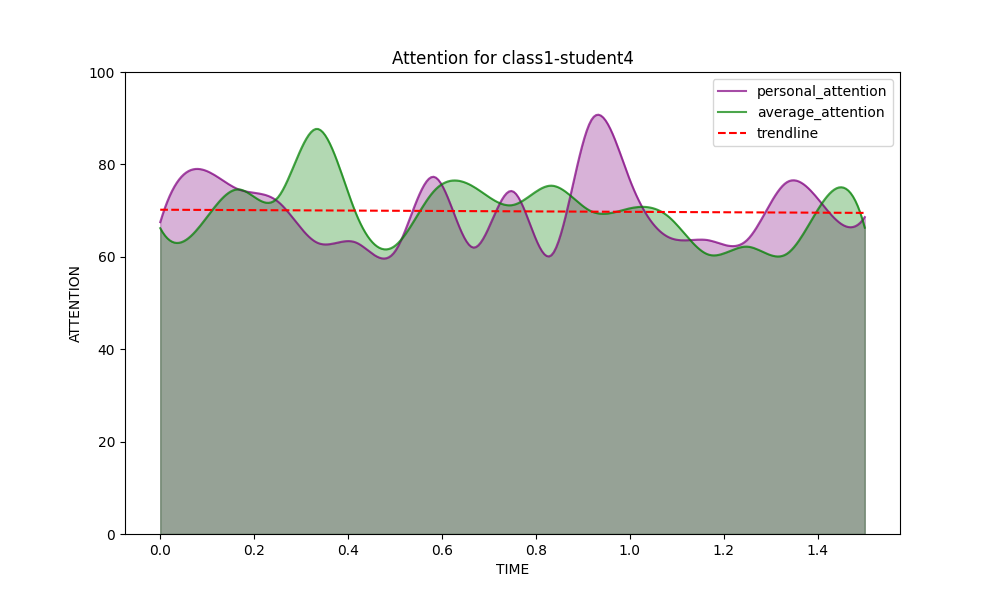 Attention for class1-student4
personal_attention
average_attention
trendline
ATTENTION
100
80
60
40
20
0
0.0 0.2 0.4 0.6 0.8 1.0 1.2 1.4
TIME